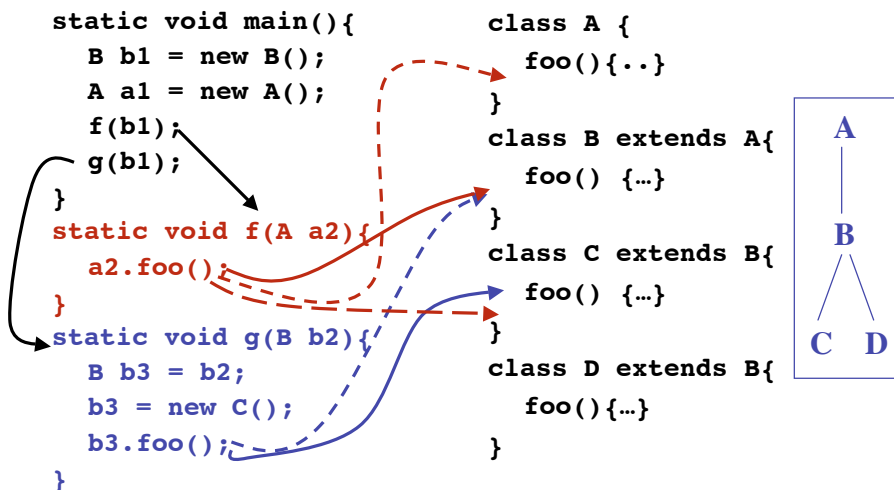 static void main(){
B b1 = new B();
A a1 = new A();
f(b1);
g(b1);
}
static void f(A a2){
a2.foo();
}
static void g(B b2){
B b3 = b2;
b3 = new C();
b3.foo();
}
class A {
foo(){..}
}
class B extends A{
foo() {…}
}
class C extends B{
foo() {…}
}
class D extends B{
foo(){…}
}
A
B
C D